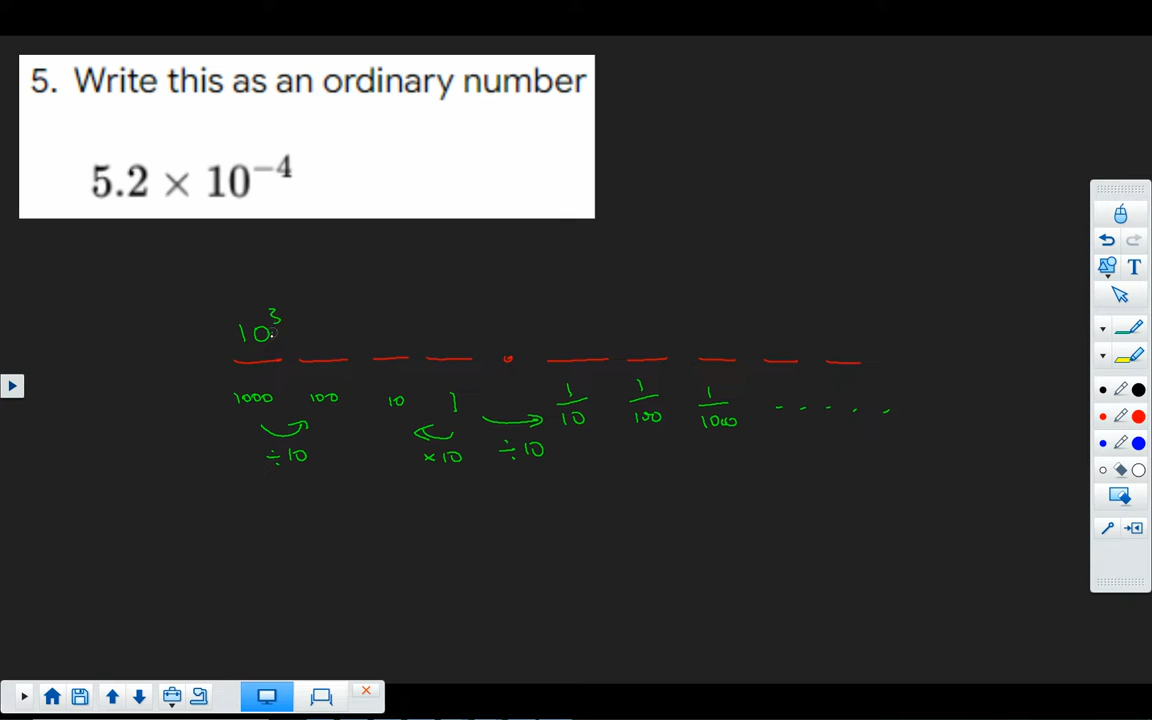 5. Write this as an ordinary number
5.2 × 10⁻⁴
10³
1000 100 10 1 . 1/10 1/100 1/1000 - - - - -
÷10 ×10 ÷10
T